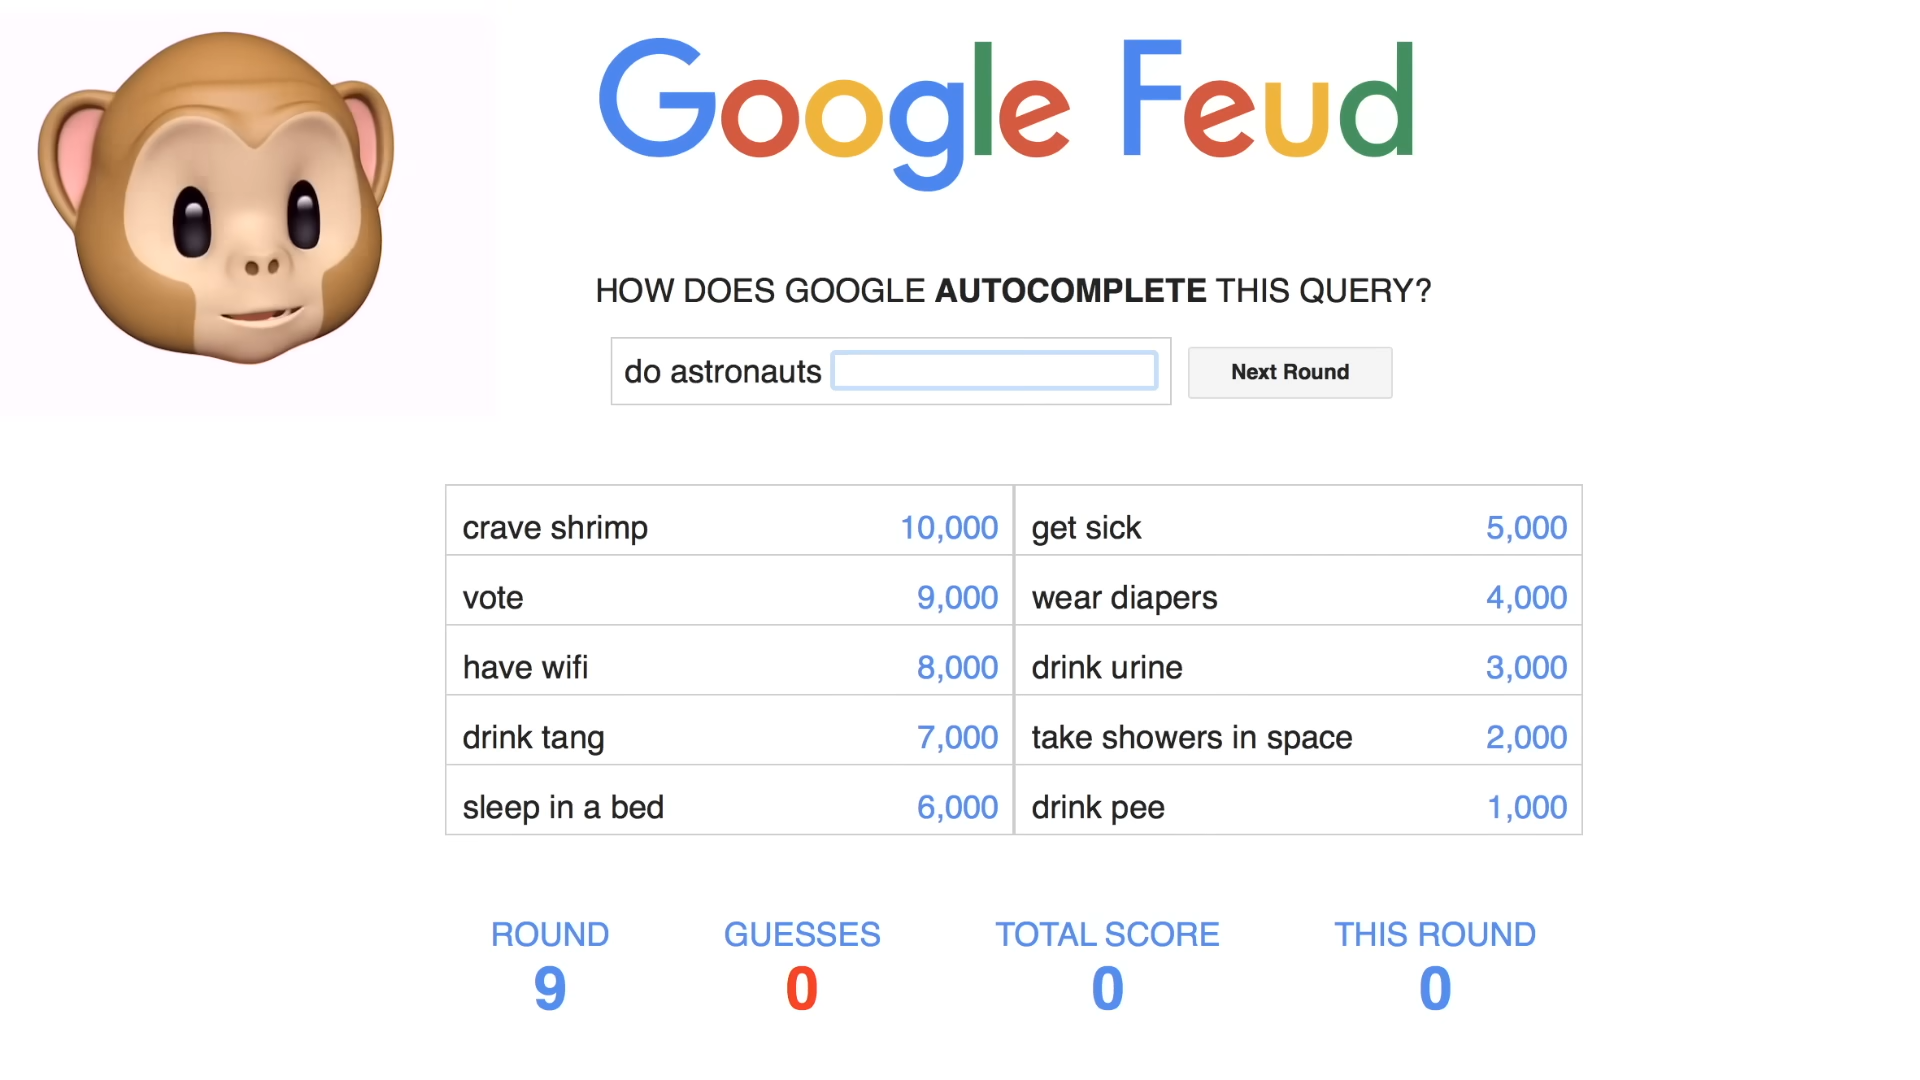 Google Feud
HOW DOES GOOGLE AUTOCOMPLETE THIS QUERY?
do astronauts
Next Round
crave shrimp 10,000
vote 9,000
have wifi 8,000
drink tang 7,000
sleep in a bed 6,000
get sick 5,000
wear diapers 4,000
drink urine 3,000
take showers in space 2,000
drink pee 1,000
ROUND
9
GUESSES
0
TOTAL SCORE
0
THIS ROUND
0